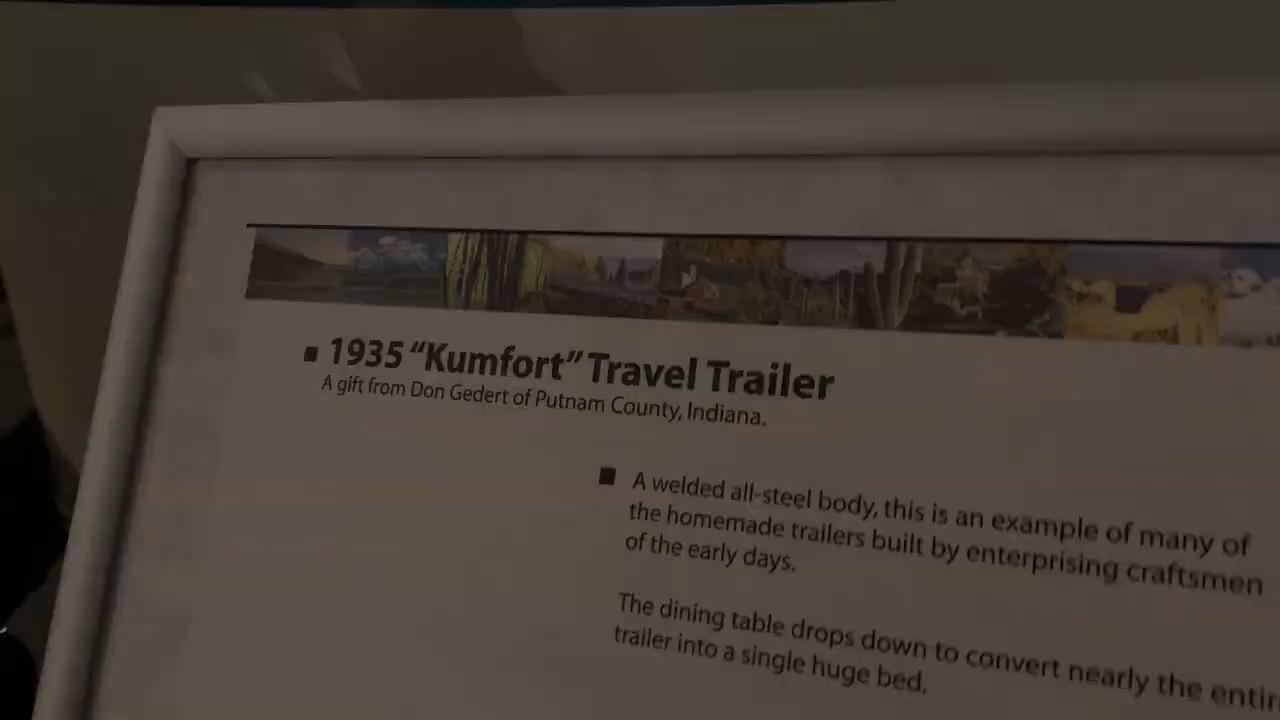 ▪ 1935 “Kumfort” Travel Trailer
A gift from Don Gedert of Putnam County, Indiana.
▪ A welded all-steel body, this is an example of many of
the homemade trailers built by enterprising craftsmen
of the early days.
The dining table drops down to convert nearly the
trailer into a single huge bed.